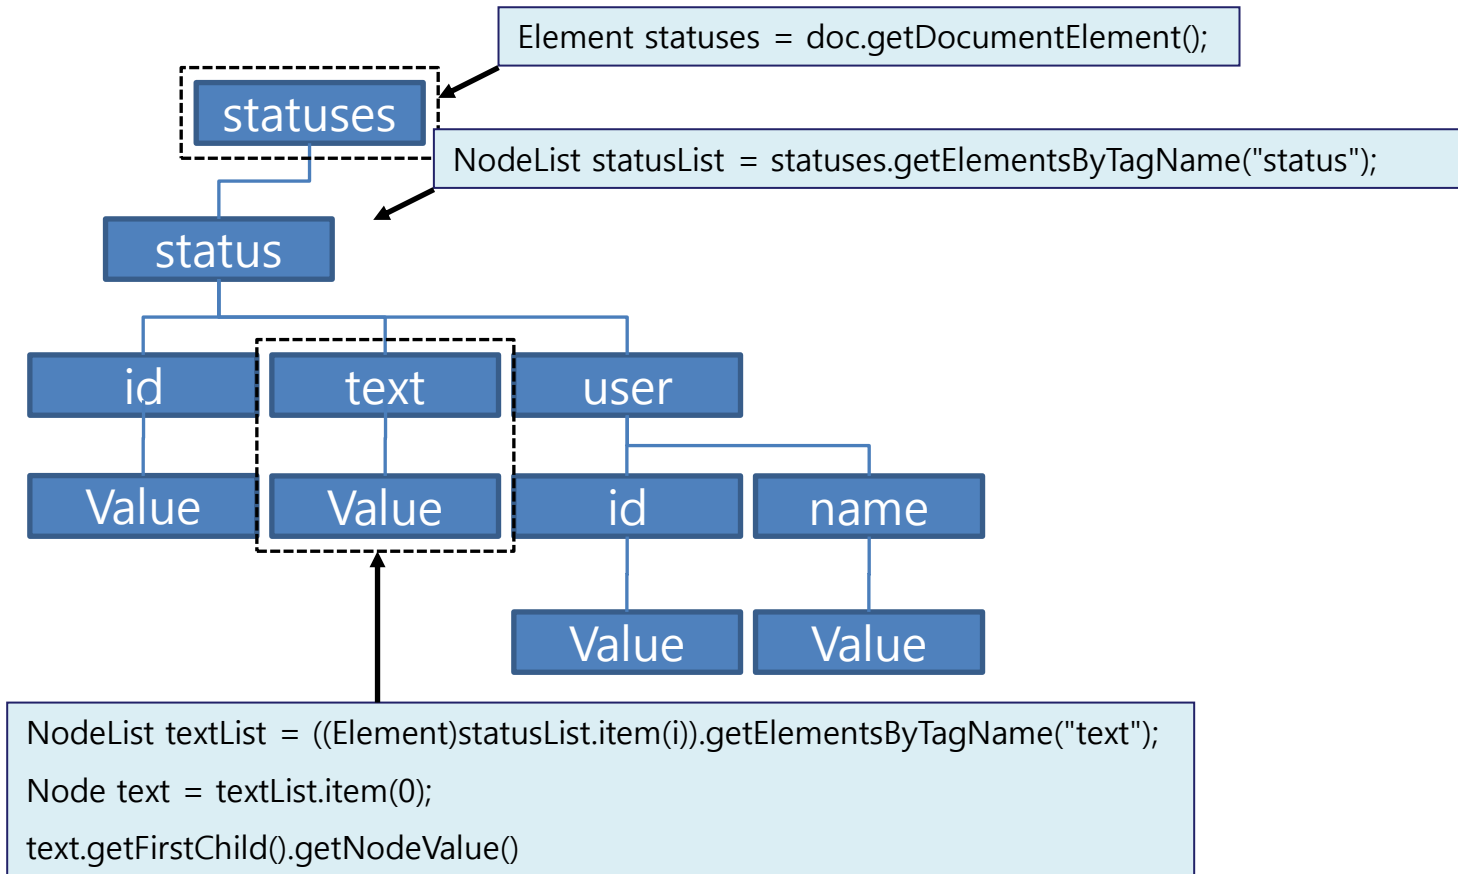 Element statuses = doc.getDocumentElement();
statuses
NodeList statusList = statuses.getElementsByTagName("status");
status
id text user
Value Value id name
Value Value
NodeList textList = ((Element)statusList.item(i)).getElementsByTagName("text");
Node text = textList.item(0);
text.getFirstChild().getNodeValue()